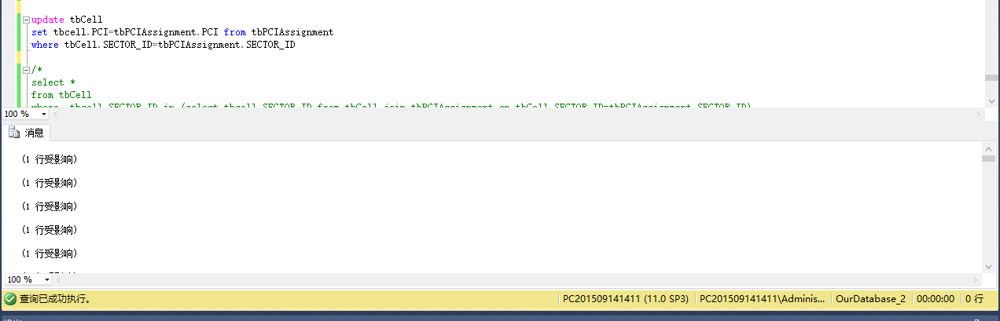 update tbCell
set tbcell.PCI=tbPCIAssignment.PCI from tbPCIAssignment
where tbCell.SECTOR_ID=tbPCIAssignment.SECTOR_ID
/*
select *
from tbCell
where tbcell.SECTOR_ID in (select tbcell.SECTOR_ID from tbCell join tbPCIAssignment on tbCell.SECTOR_ID=tbPCIAssignment.SECTOR_ID)
100 %
消息
(1 行受影响)
(1 行受影响)
(1 行受影响)
(1 行受影响)
(1 行受影响)
100 %
查询已成功执行。 PC201509141411 (11.0 SP3) PC201509141411\Adminis... OurDatabase_2 00:00:00 0 行